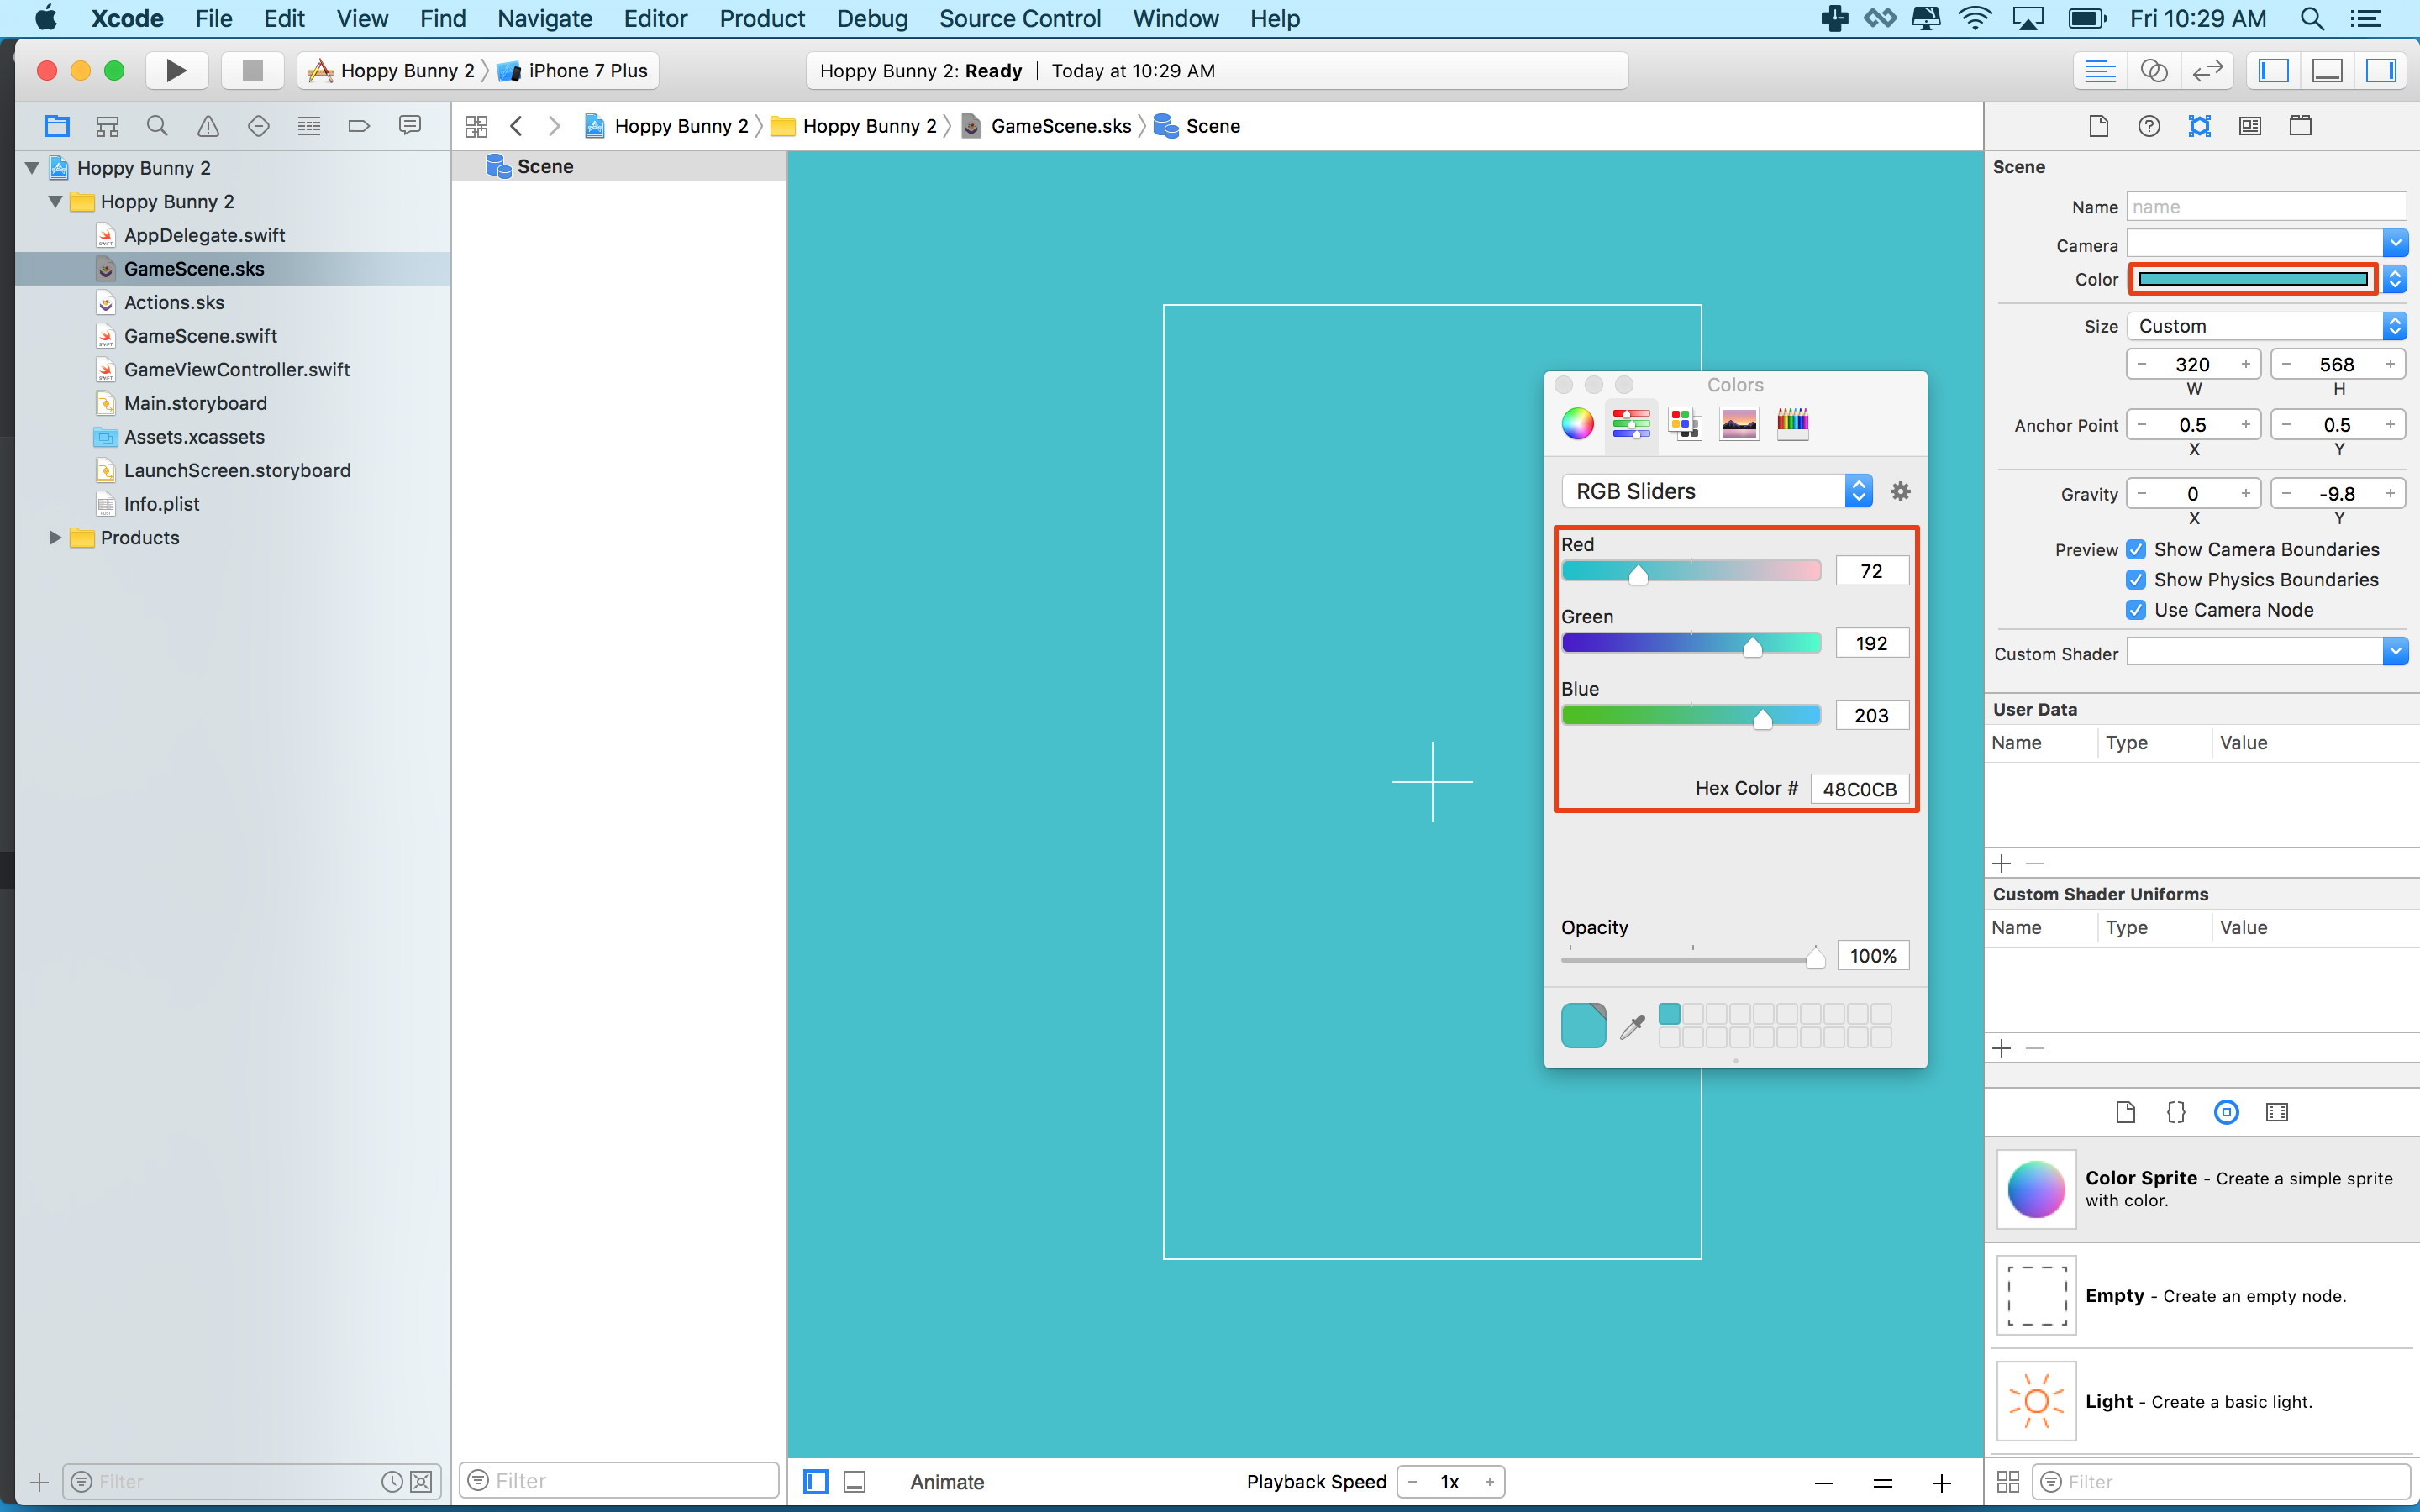 Xcode File Edit View Find Navigate Editor Product Debug Source Control Window Help Fri 10:29 AM
Hoppy Bunny 2 iPhone 7 Plus
Hoppy Bunny 2: Ready | Today at 10:29 AM
Hoppy Bunny 2 Hoppy Bunny 2 GameScene.sks Scene
Hoppy Bunny 2
Hoppy Bunny 2
AppDelegate.swift
GameScene.sks
Actions.sks
GameScene.swift
GameViewController.swift
Main.storyboard
Assets.xcassets
LaunchScreen.storyboard
Info.plist
Products
Filter
Scene
Filter
Colors
RGB Sliders
Red
72
Green
192
Blue
203
Hex Color # 48C0CB
Opacity
100%
Animate
Playback Speed - 1x +
Scene
Name name
Camera
Color
Size Custom
- 320 + - 568 +
W H
Anchor Point - 0.5 + - 0.5 +
X Y
Gravity - 0 + - -9.8 +
X Y
Preview Show Camera Boundaries
Show Physics Boundaries
Use Camera Node
Custom Shader
User Data
Name Type Value
Custom Shader Uniforms
Name Type Value
{}
Color Sprite - Create a simple sprite
with color.
Empty - Create an empty node.
Light - Create a basic light.
Filter